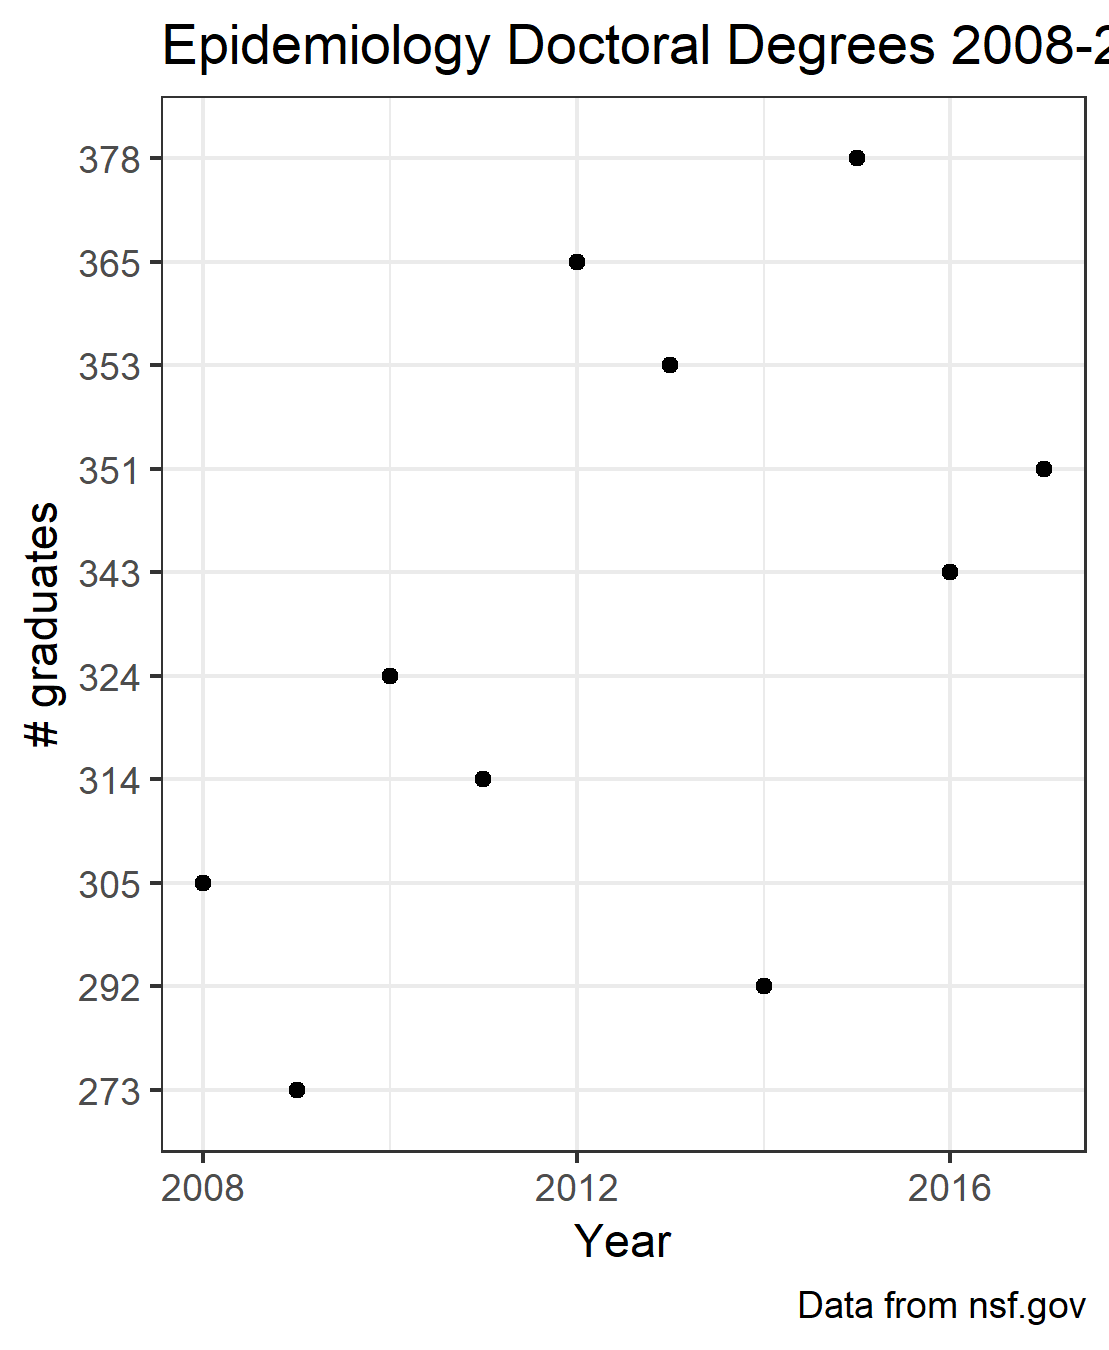 Epidemiology Doctoral Degrees 2008-2
378
365
353
351
343
324
314
305
292
273
# graduates
2008 2012 2016
Year
Data from nsf.gov